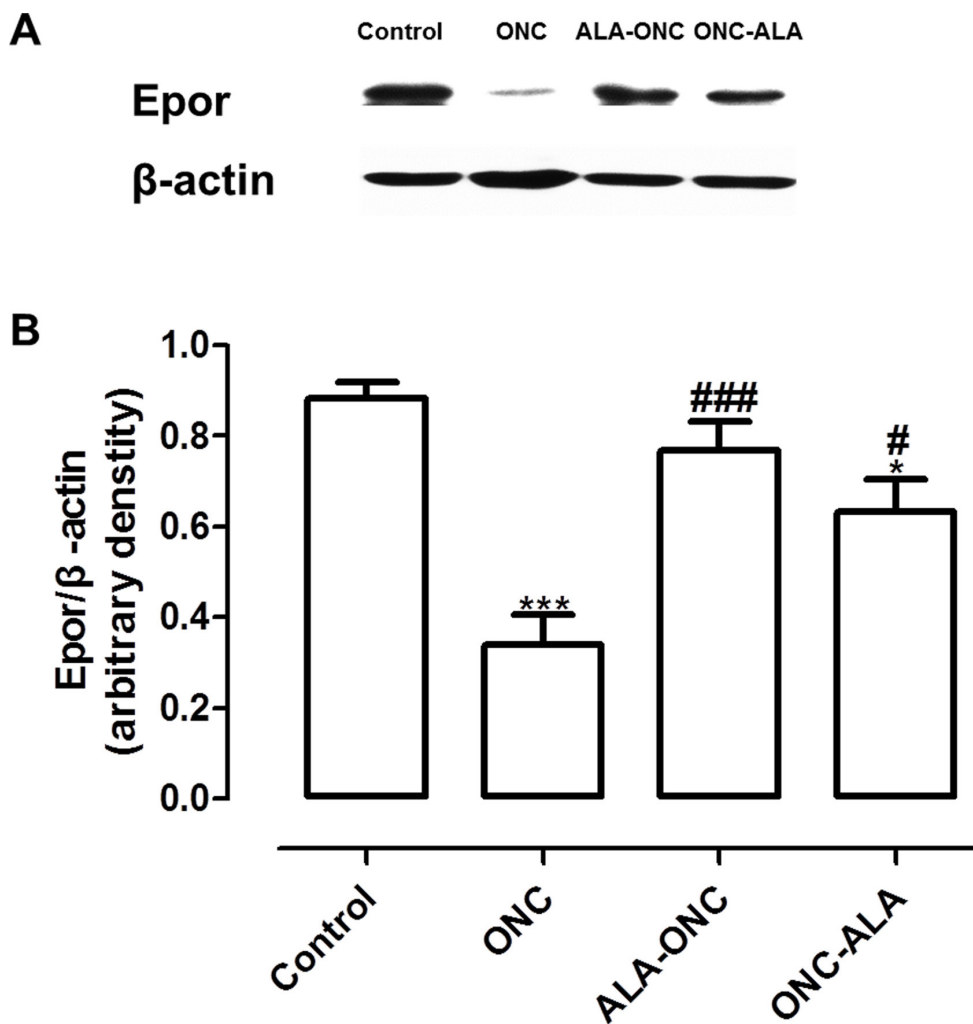 A
Control ONC ALA-ONC ONC-ALA
Epor
β-actin
B
Epor/β -actin
(arbitrary denstity)
1.0
0.8
0.6
0.4
0.2
0.0
***
###
#
*
Control
ONC
ALA-ONC
ONC-ALA